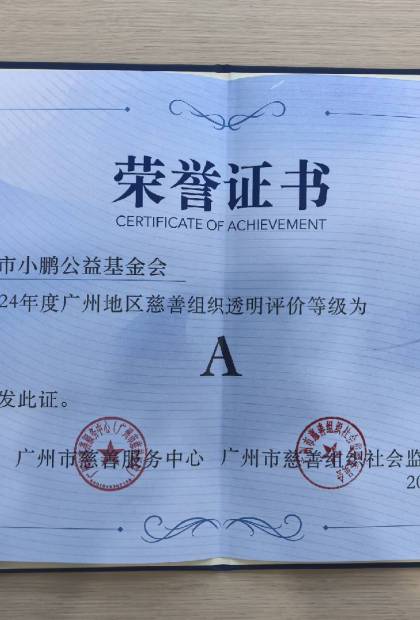 荣誉证书
CERTIFICATE OF ACHIEVEMENT
市小鹏公益基金会
24年度广州地区慈善组织透明评价等级为
A
发此证。
广州市慈善服务中心 广州市慈善组织社会监
20